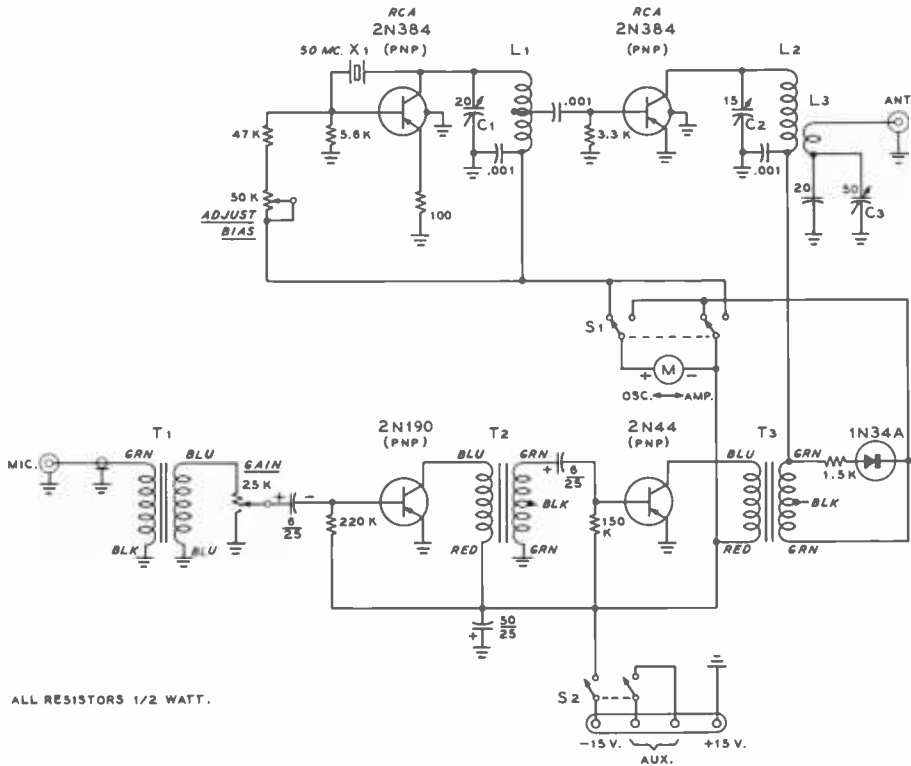 RCA
2N384
(PNP)
RCA
2N384
(PNP)
50 MC. X1
L1
L2
L3
ANT.
20
C1
.001
15
C2
47K
5.6K
3.3K
.001
.001
20
50
C3
50K
ADJUST
BIAS
100
S1
+ M -
OSC. AMP.
2N190
(PNP)
2N44
(PNP)
T1
T2
T3
1N34A
MIC.
GRN
BLU
GAIN
25K
+
-
6
25
BLU
GRN
+
6
25
BLU
GRN
1.5K
220K
BLK
150
K
BLK
BLK
BLU
RED
GRN
RED
GRN
+
50
25
ALL RESISTORS 1/2 WATT.
S2
-15 V.
AUX.
+15 V.